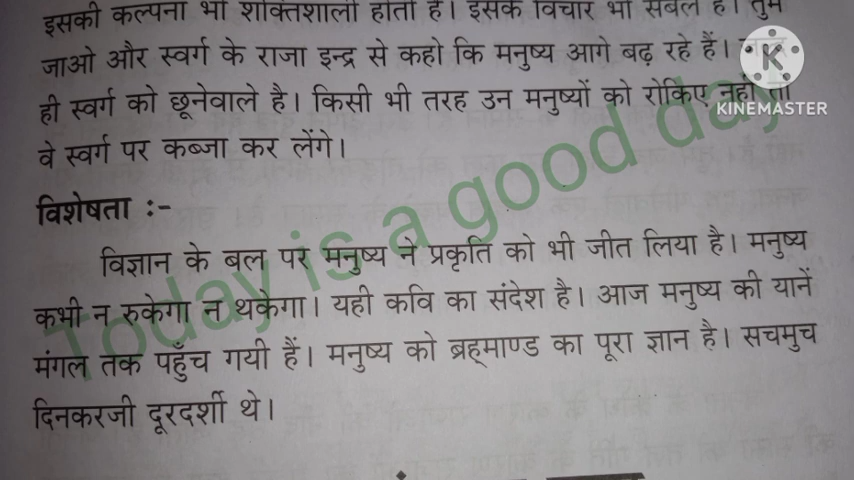 इसकी कल्पना भी शक्तिशाली होती है। इसके विचार भी सबल हैं। तुम
जाओ और स्वर्ग के राजा इन्द्र से कहो कि मनुष्य आगे बढ़ रहे हैं।
ही स्वर्ग को छूनेवाले है। किसी भी तरह उन मनुष्यों को रोकिए नहीं तो
वे स्वर्ग पर कब्जा कर लेंगे।
KINEMASTER
Today is a good day
विशेषता :-
विज्ञान के बल पर मनुष्य ने प्रकृति को भी जीत लिया है। मनुष्य
कभी न रुकेगा न थकेगा। यही कवि का संदेश है। आज मनुष्य की यानें
मंगल तक पहुँच गयी हैं। मनुष्य को ब्रह्माण्ड का पूरा ज्ञान है। सचमुच
दिनकरजी दूरदर्शी थे।